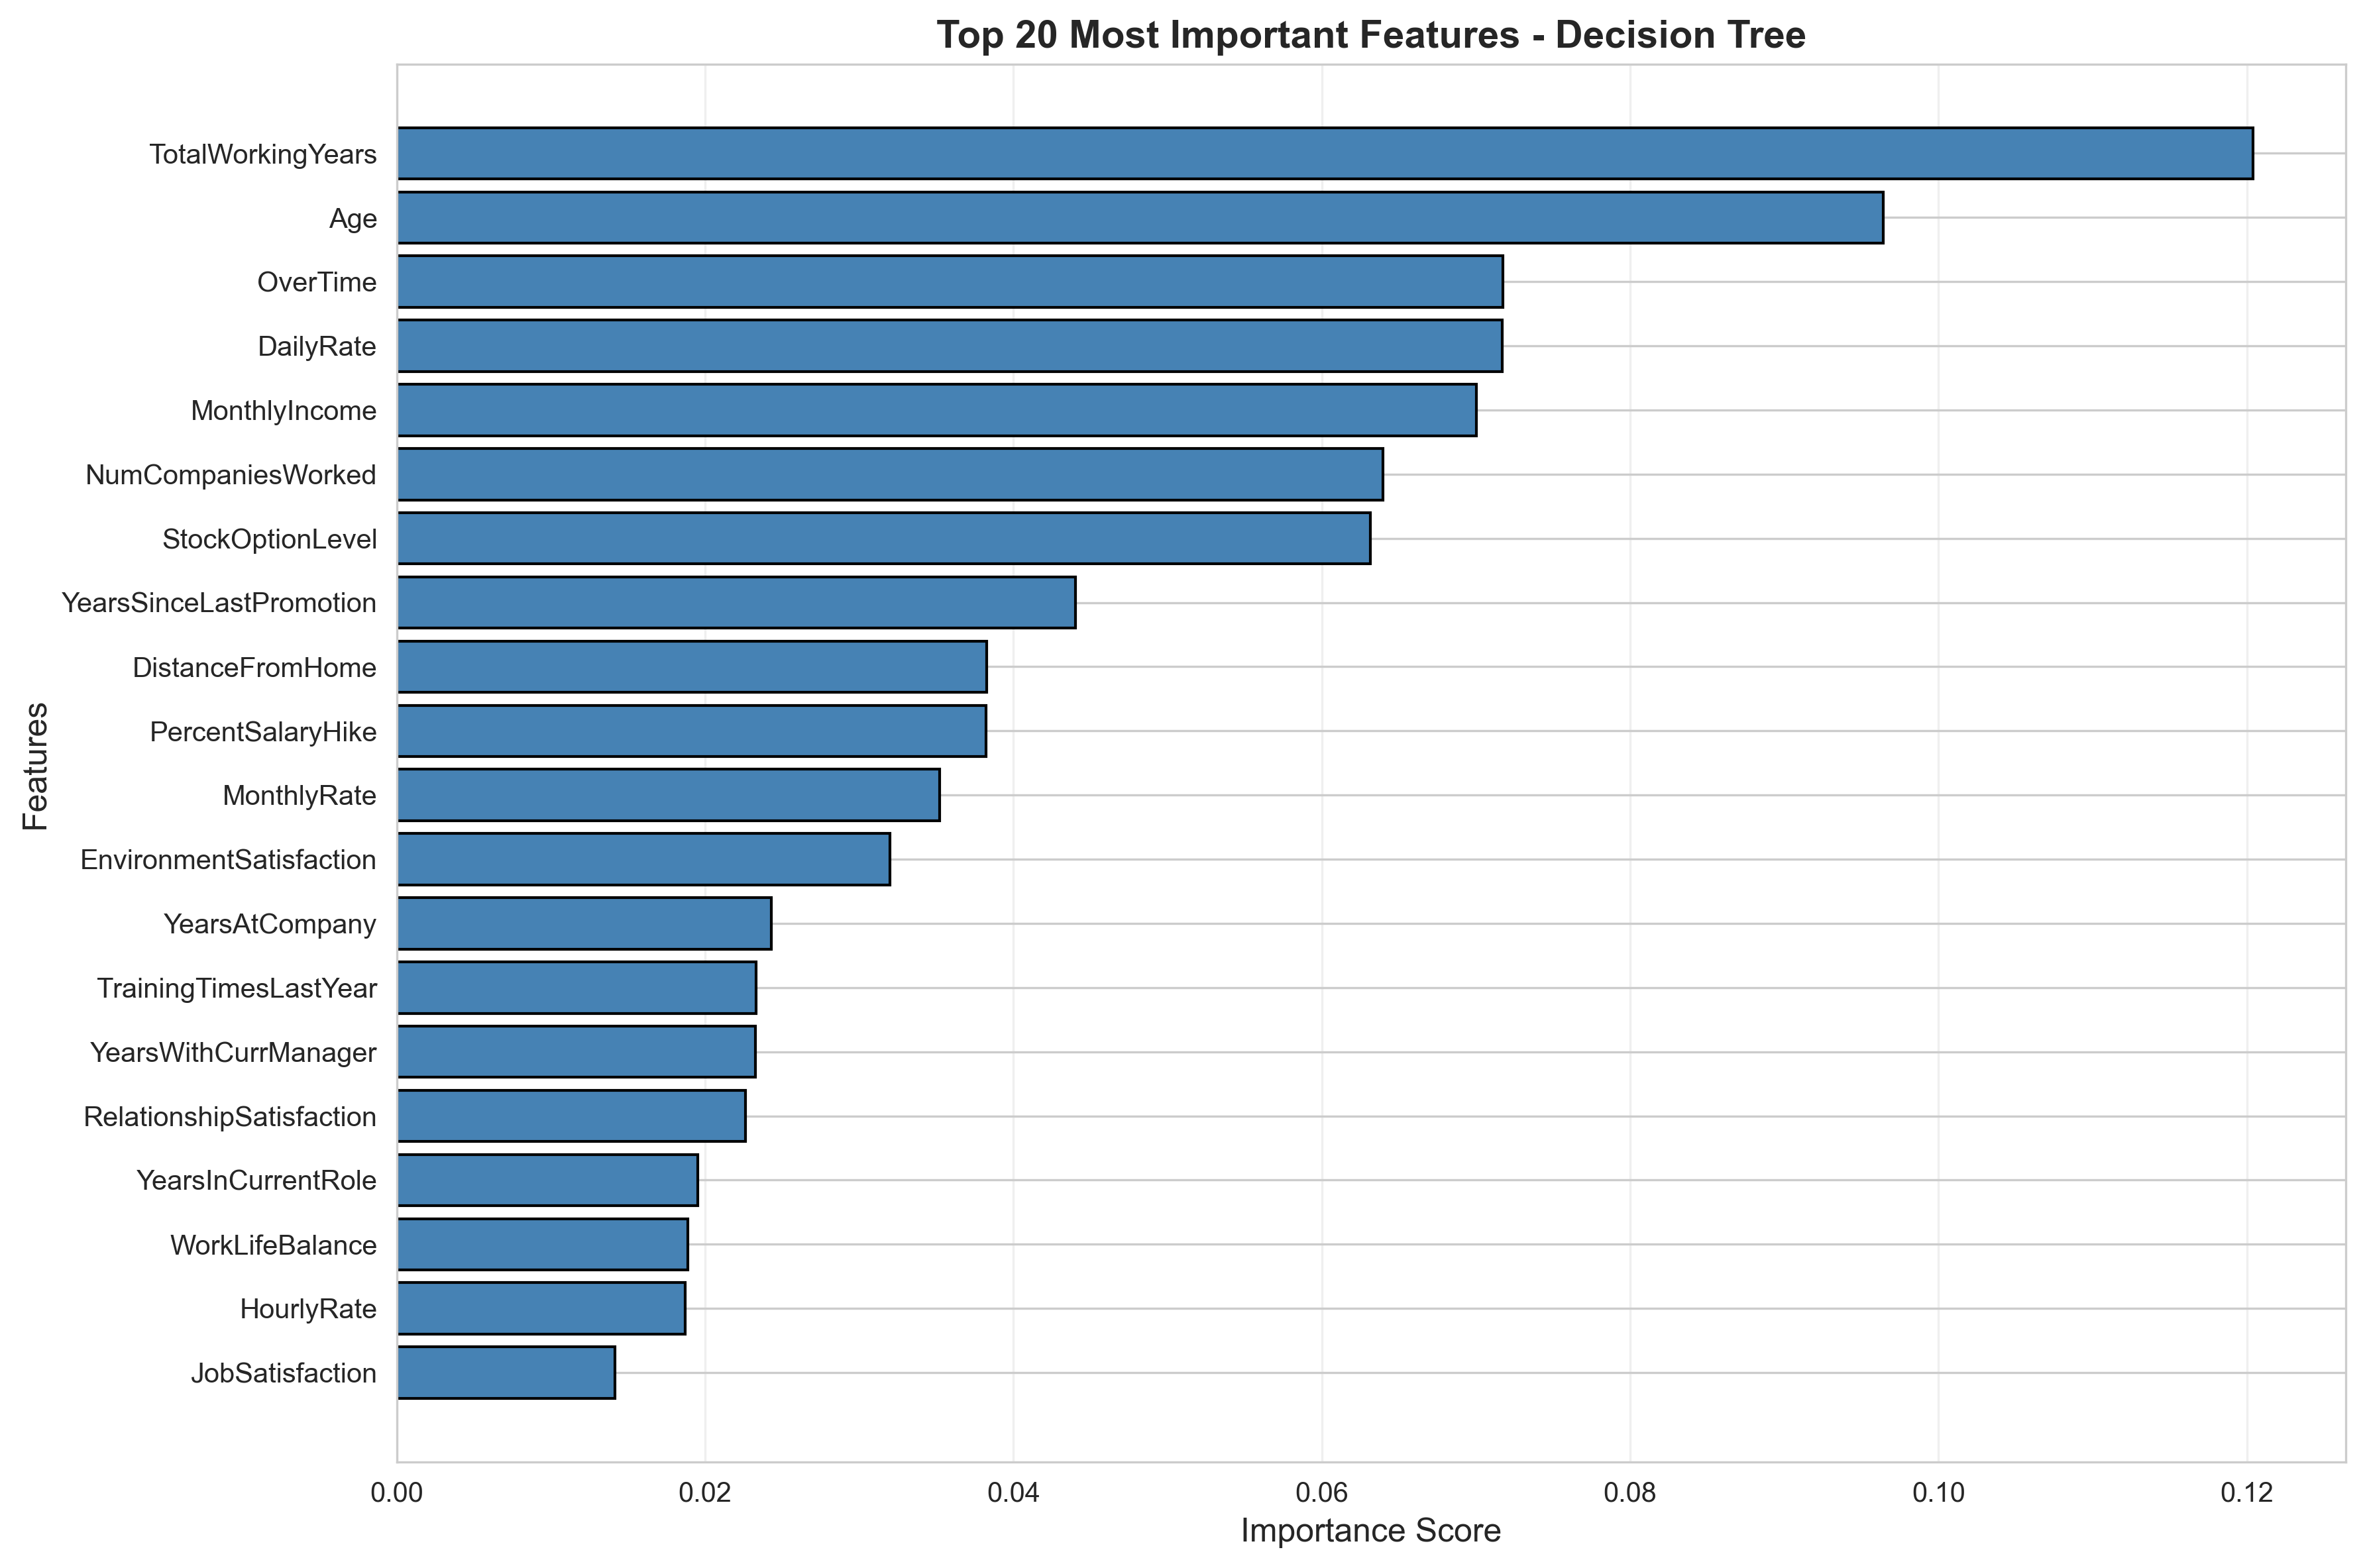 Top 20 Most Important Features - Decision Tree
TotalWorkingYears
Age
OverTime
DailyRate
MonthlyIncome
NumCompaniesWorked
StockOptionLevel
YearsSinceLastPromotion
DistanceFromHome
PercentSalaryHike
MonthlyRate
EnvironmentSatisfaction
YearsAtCompany
TrainingTimesLastYear
YearsWithCurrManager
RelationshipSatisfaction
YearsInCurrentRole
WorkLifeBalance
HourlyRate
JobSatisfaction
Features
0.00 0.02 0.04 0.06 0.08 0.10 0.12
Importance Score